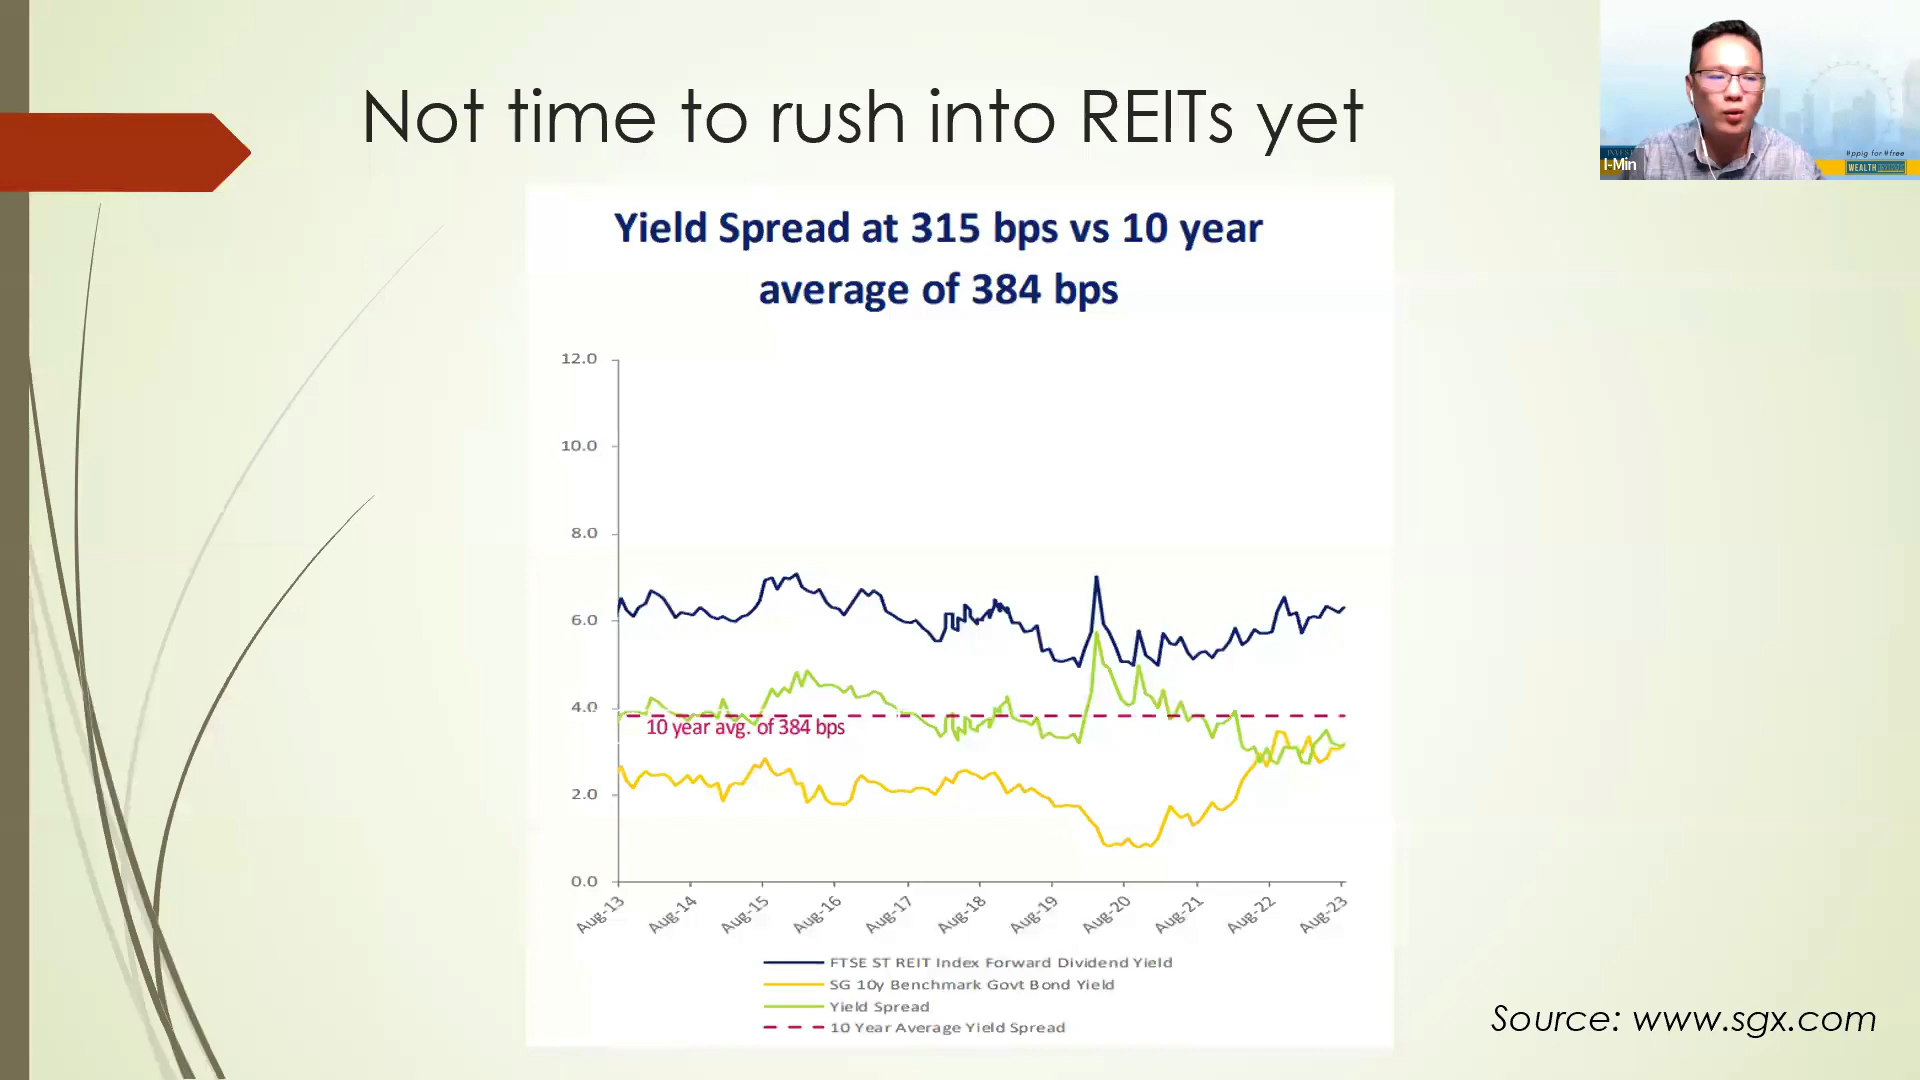 Not time to rush into REITs yet
I-Min
#ppig for #free
WEALTH
Yield Spread at 315 bps vs 10 year
average of 384 bps
12.0
10.0
8.0
6.0
4.0
2.0
0.0
10 year avg. of 384 bps
Aug-13
Aug-14
Aug-15
Aug-16
Aug-17
Aug-18
Aug-19
Aug-20
Aug-21
Aug-22
Aug-23
FTSE ST REIT Index Forward Dividend Yield
SG 10y Benchmark Govt Bond Yield
Yield Spread
10 Year Average Yield Spread
Source: www.sgx.com